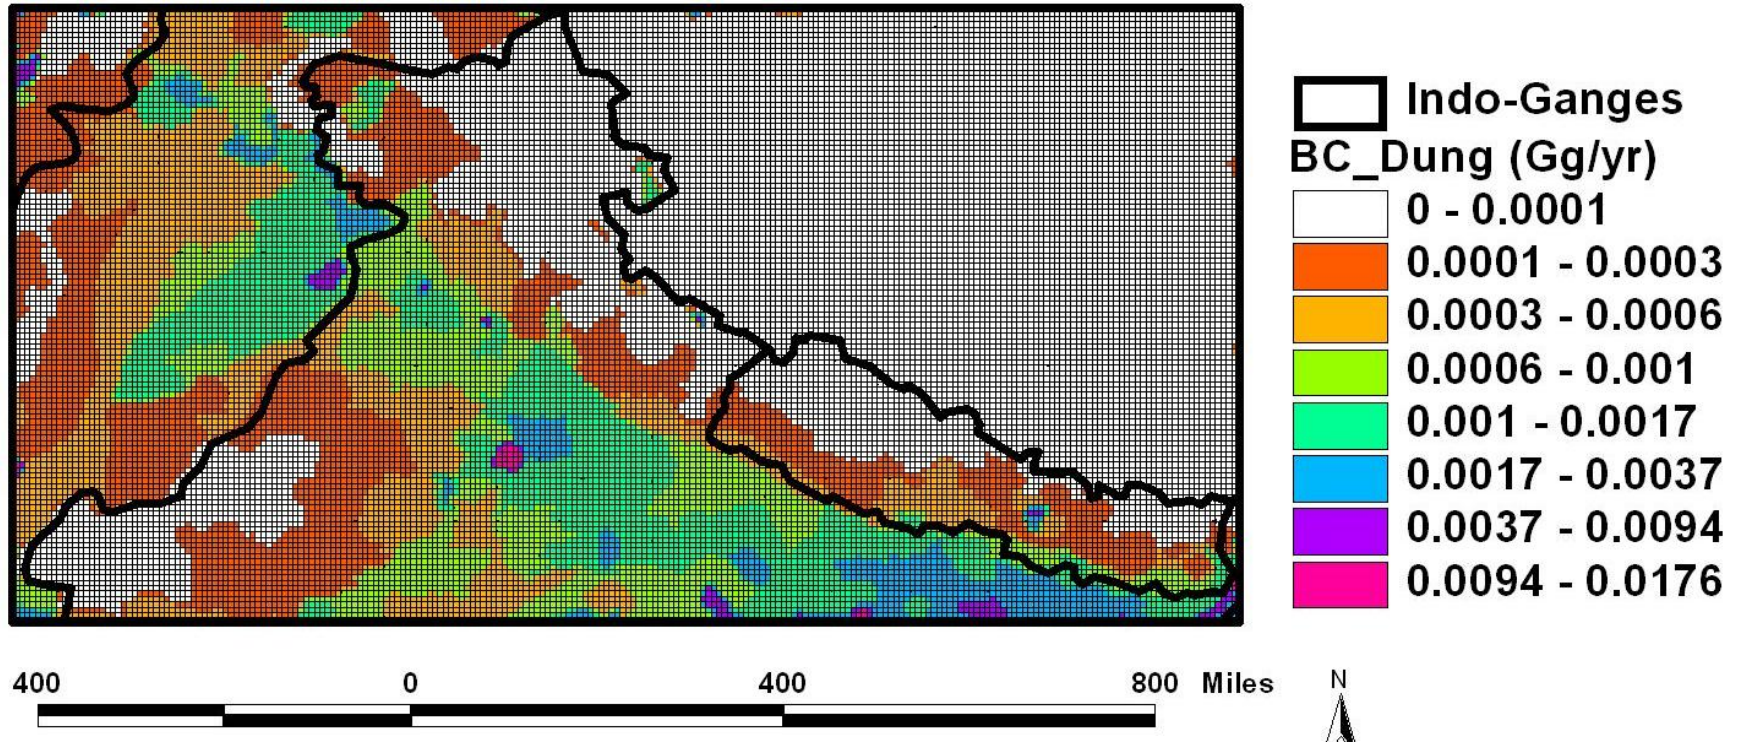 Indo-Ganges
BC_Dung (Gg/yr)
0 - 0.0001
0.0001 - 0.0003
0.0003 - 0.0006
0.0006 - 0.001
0.001 - 0.0017
0.0017 - 0.0037
0.0037 - 0.0094
0.0094 - 0.0176
400 0 400 800 Miles
N